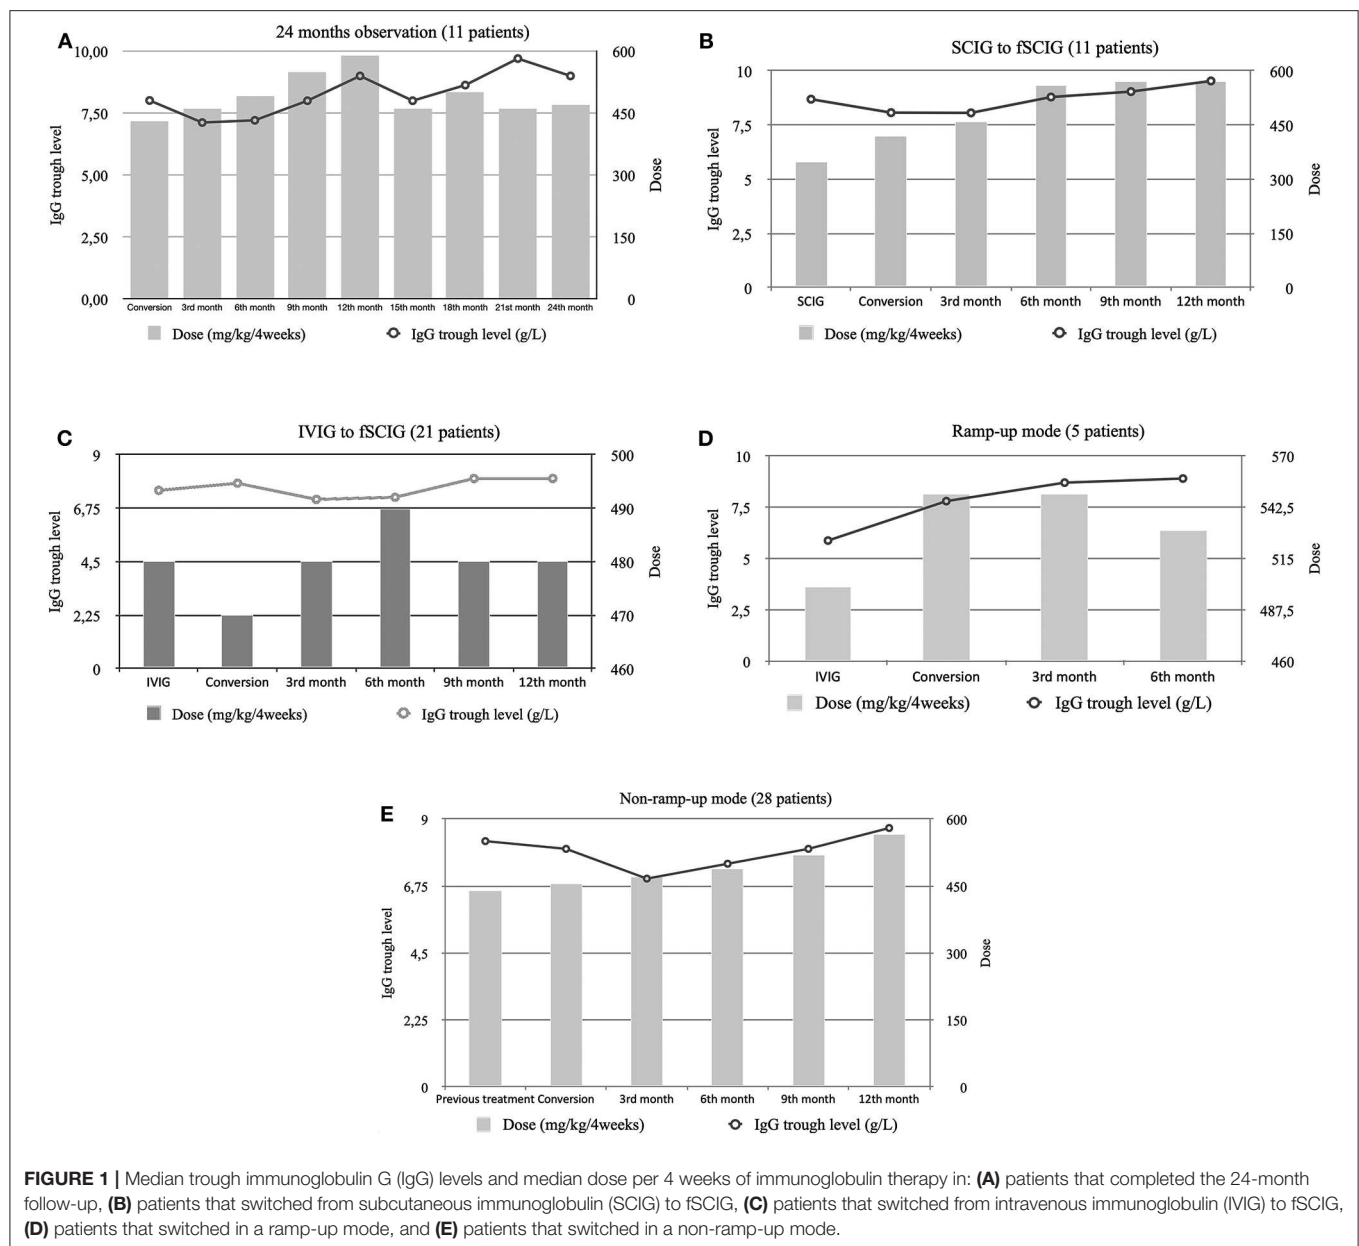 A
24 months observation (11 patients)
10,00
7,50
5,00
2,50
0,00
IgG trough level
600
450
300
150
0
Dose
Conversion 3rd month 6th month 9th month 12th month 15th month 18th month 21st month 24th month
Dose (mg/kg/4weeks) IgG trough level (g/L)
B
SCIG to fSCIG (11 patients)
10
7,5
5
2,5
0
IgG trough level
600
450
300
150
0
Dose
SCIG Conversion 3rd month 6th month 9th month 12th month
Dose (mg/kg/4weeks) IgG trough level (g/L)
C
IVIG to fSCIG (21 patients)
9
6,75
4,5
2,25
0
IgG trough level
500
490
480
470
460
Dose
IVIG Conversion 3rd month 6th month 9th month 12th month
Dose (mg/kg/4weeks) IgG trough level (g/L)
D
Ramp-up mode (5 patients)
10
7,5
5
2,5
0
IgG trough level
570
542,5
515
487,5
460
Dose
IVIG Conversion 3rd month 6th month
Dose (mg/kg/4weeks) IgG trough level (g/L)
E
Non-ramp-up mode (28 patients)
9
6,75
4,5
2,25
0
IgG trough level
600
450
300
150
0
Dose
Previous treatment Conversion 3rd month 6th month 9th month 12th month
Dose (mg/kg/4weeks) IgG trough level (g/L)
FIGURE 1 | Median trough immunoglobulin G (IgG) levels and median dose per 4 weeks of immunoglobulin therapy in: (A) patients that completed the 24-month
follow-up, (B) patients that switched from subcutaneous immunoglobulin (SCIG) to fSCIG, (C) patients that switched from intravenous immunoglobulin (IVIG) to fSCIG,
(D) patients that switched in a ramp-up mode, and (E) patients that switched in a non-ramp-up mode.